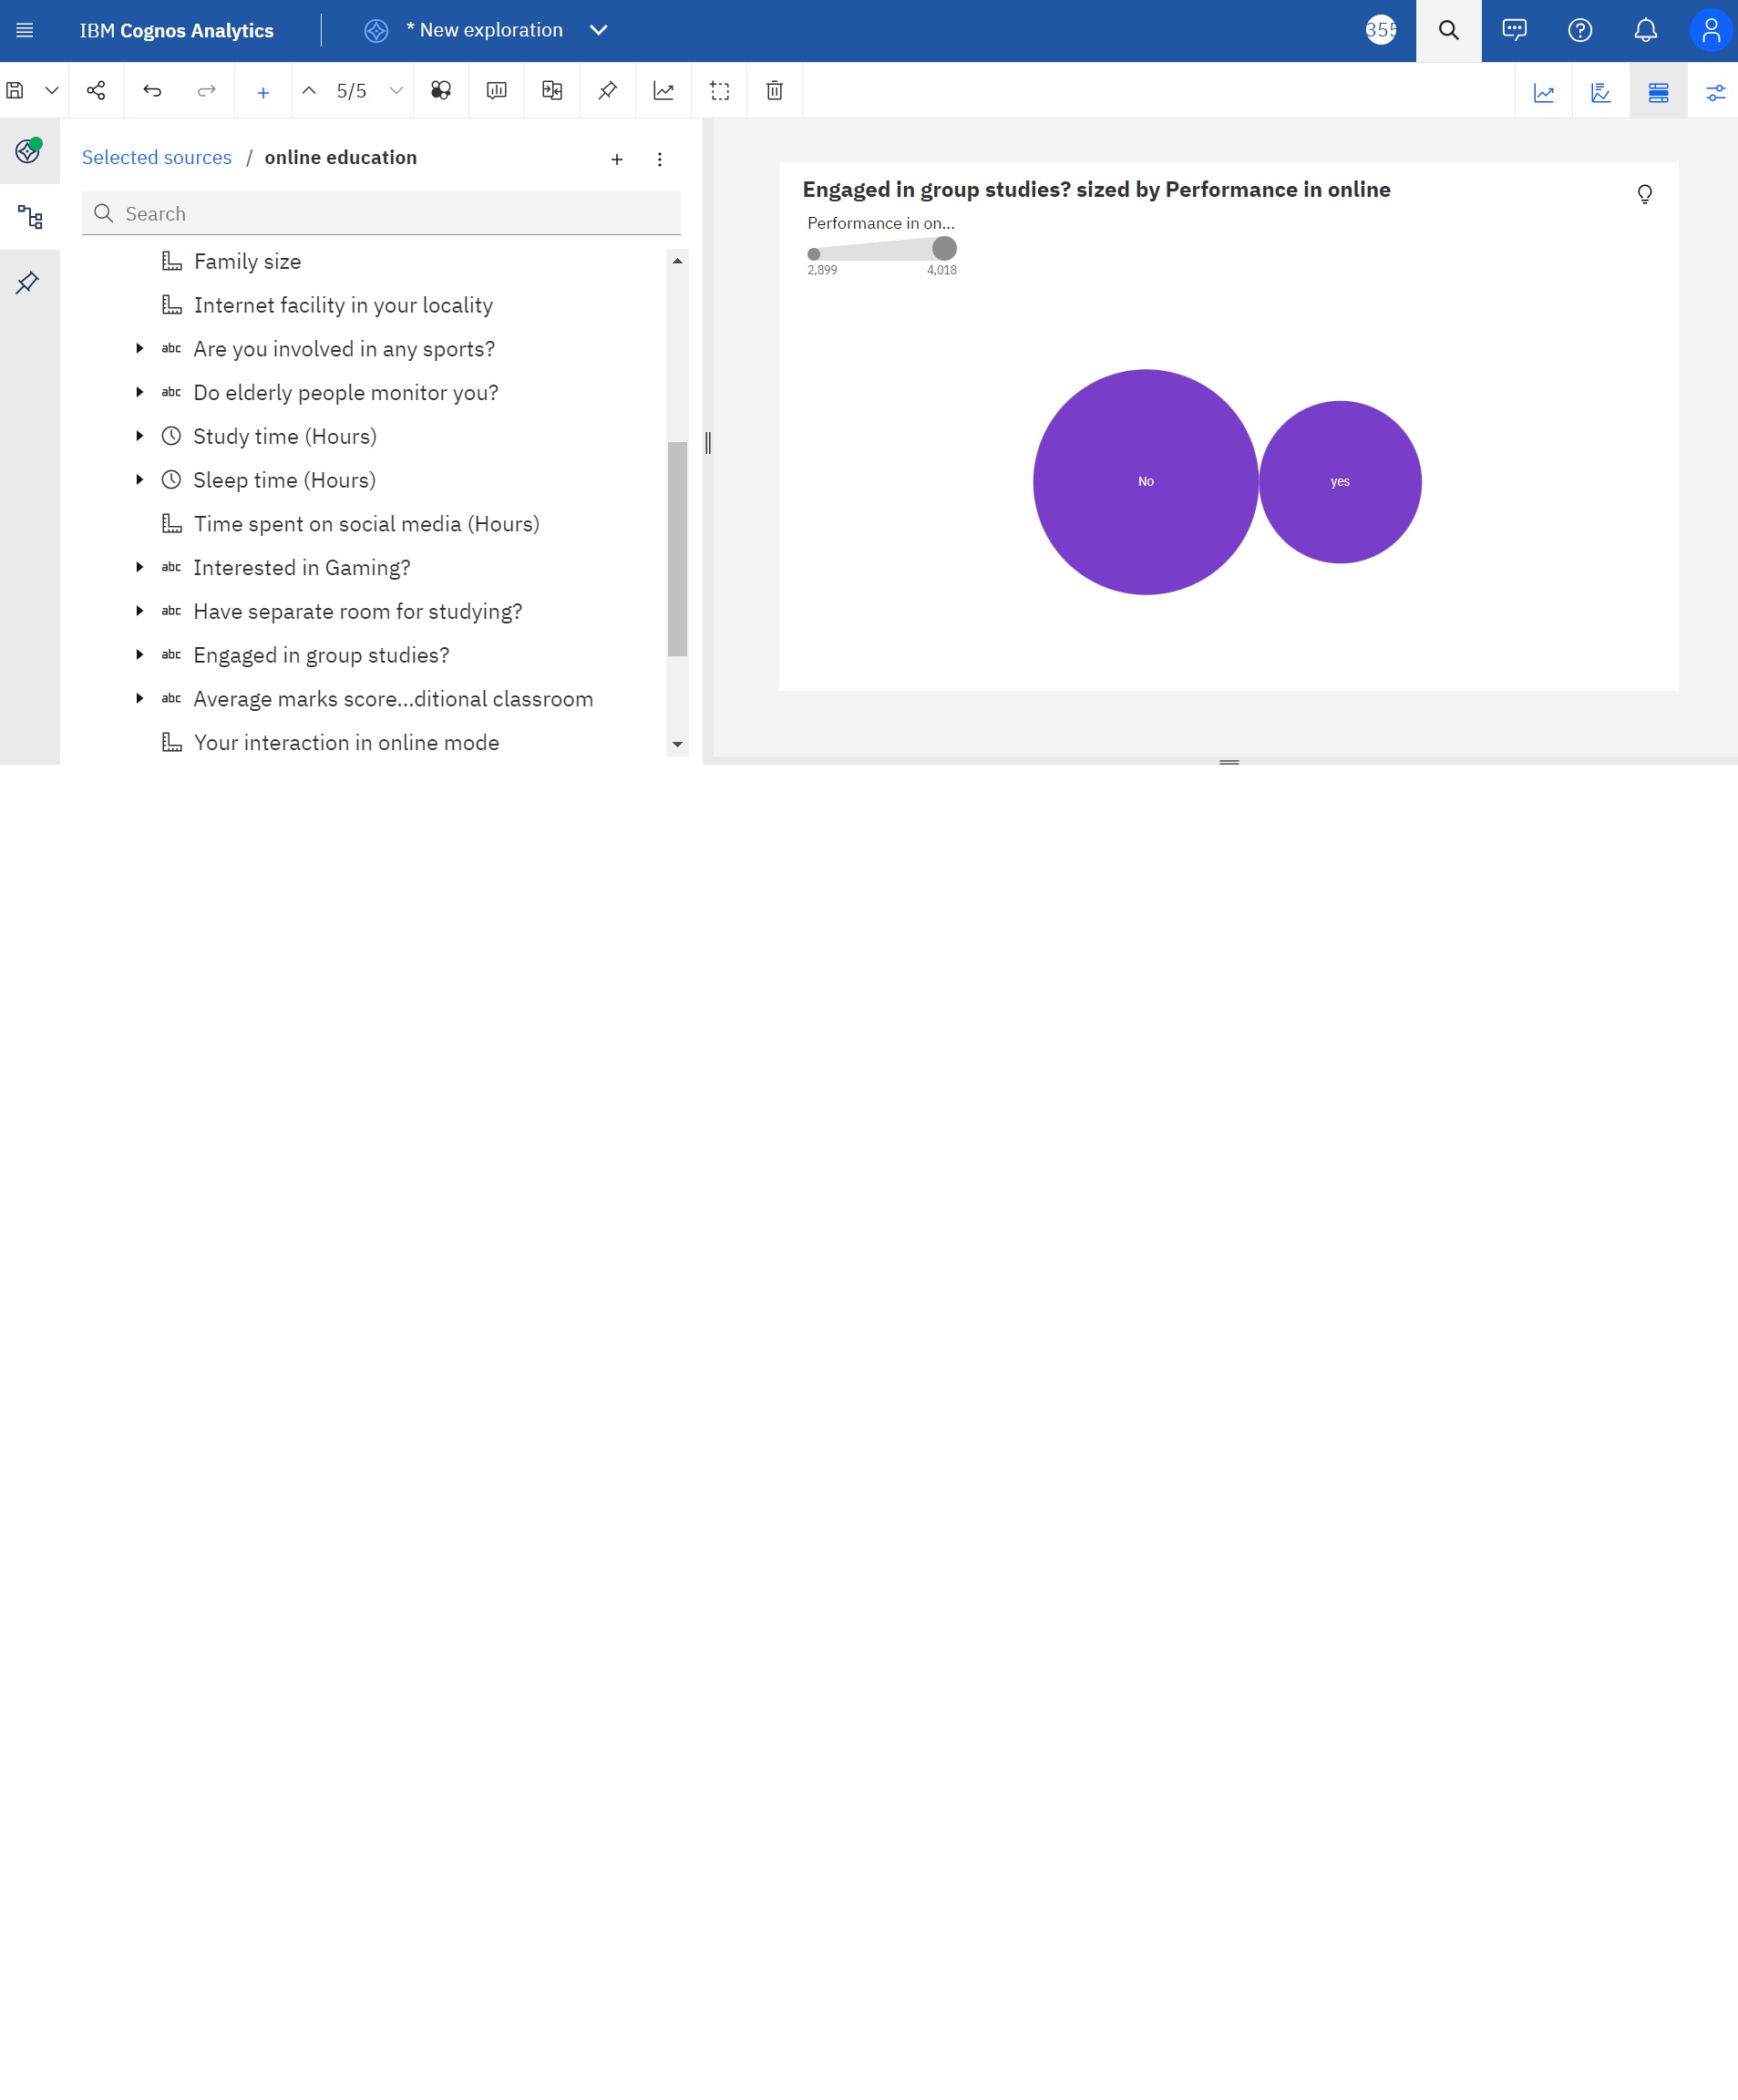 IBM Cognos Analytics
* New exploration
355
5/5
Selected sources / online education
Search
Family size
Internet facility in your locality
abc Are you involved in any sports?
abc Do elderly people monitor you?
Study time (Hours)
Sleep time (Hours)
Time spent on social media (Hours)
abc Interested in Gaming?
abc Have separate room for studying?
abc Engaged in group studies?
abc Average marks score...ditional classroom
Your interaction in online mode
Engaged in group studies? sized by Performance in online
Performance in on...
2,899 4,018
No
yes